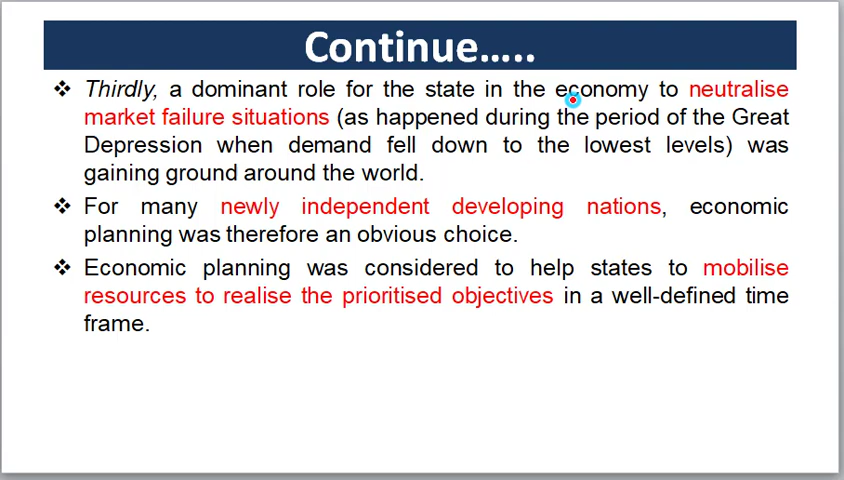 Continue…..
❖ Thirdly, a dominant role for the state in the economy to neutralise
market failure situations (as happened during the period of the Great
Depression when demand fell down to the lowest levels) was
gaining ground around the world.
❖ For many newly independent developing nations, economic
planning was therefore an obvious choice.
❖ Economic planning was considered to help states to mobilise
resources to realise the prioritised objectives in a well-defined time
frame.